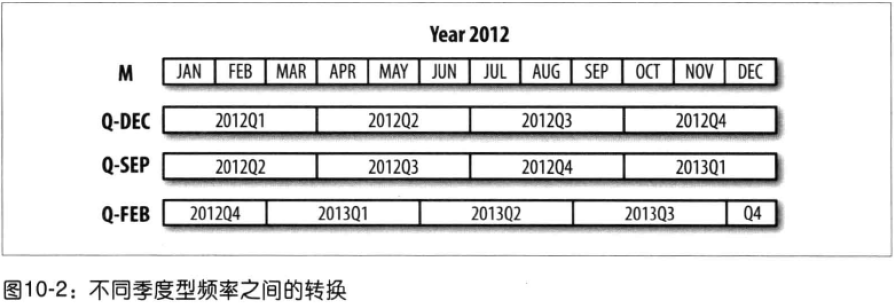 Year 2012
M JAN FEB MAR APR MAY JUN JUL AUG SEP OCT NOV DEC
Q-DEC 2012Q1 2012Q2 2012Q3 2012Q4
Q-SEP 2012Q2 2012Q3 2012Q4 2013Q1
Q-FEB 2012Q4 2013Q1 2013Q2 2013Q3 Q4
图10-2：不同季度型频率之间的转换